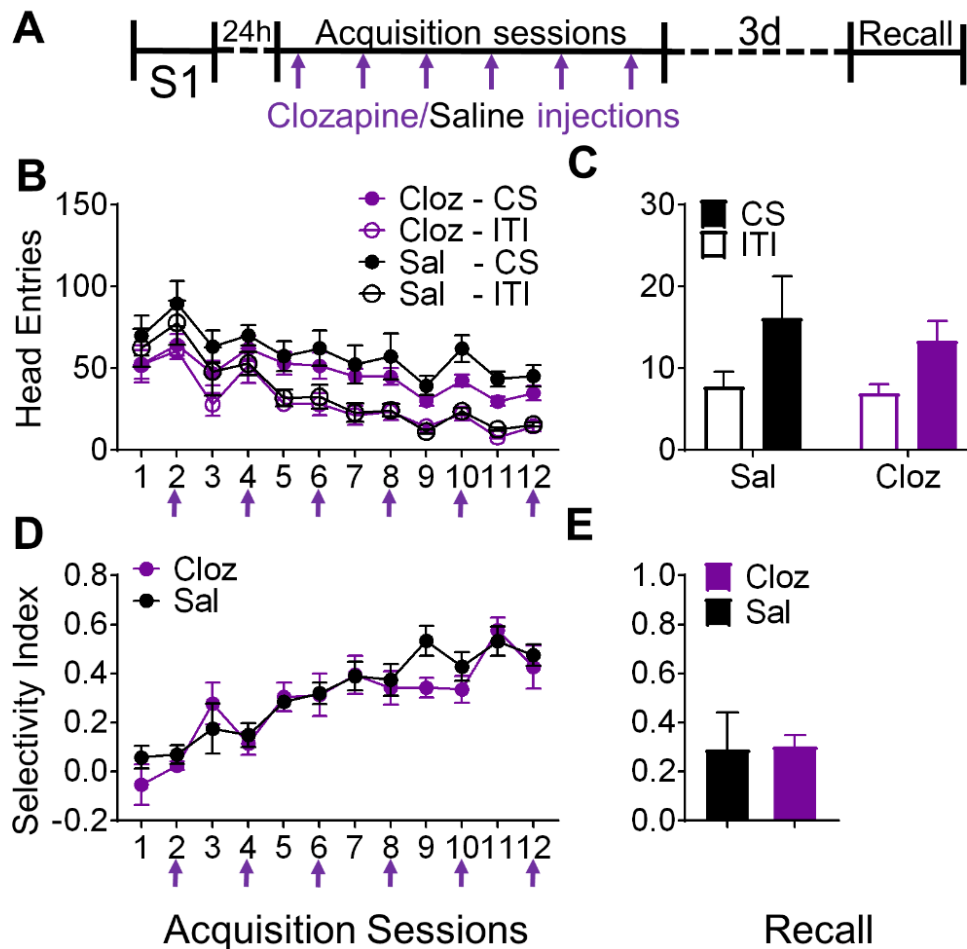 A
24h
Acquisition sessions
3d
Recall
S1
Clozapine/Saline injections
B
Head Entries
150
100
50
0
Cloz - CS
Cloz - ITI
Sal - CS
Sal - ITI
1 2 3 4 5 6 7 8 9 10 11 12
C
30
20
10
0
CS
ITI
Sal Cloz
D
Selectivity Index
0.8
0.6
0.4
0.2
0.0
-0.2
Cloz
Sal
1 2 3 4 5 6 7 8 9 10 11 12
Acquisition Sessions
E
1.0
0.8
0.6
0.4
0.2
0.0
Cloz
Sal
Recall